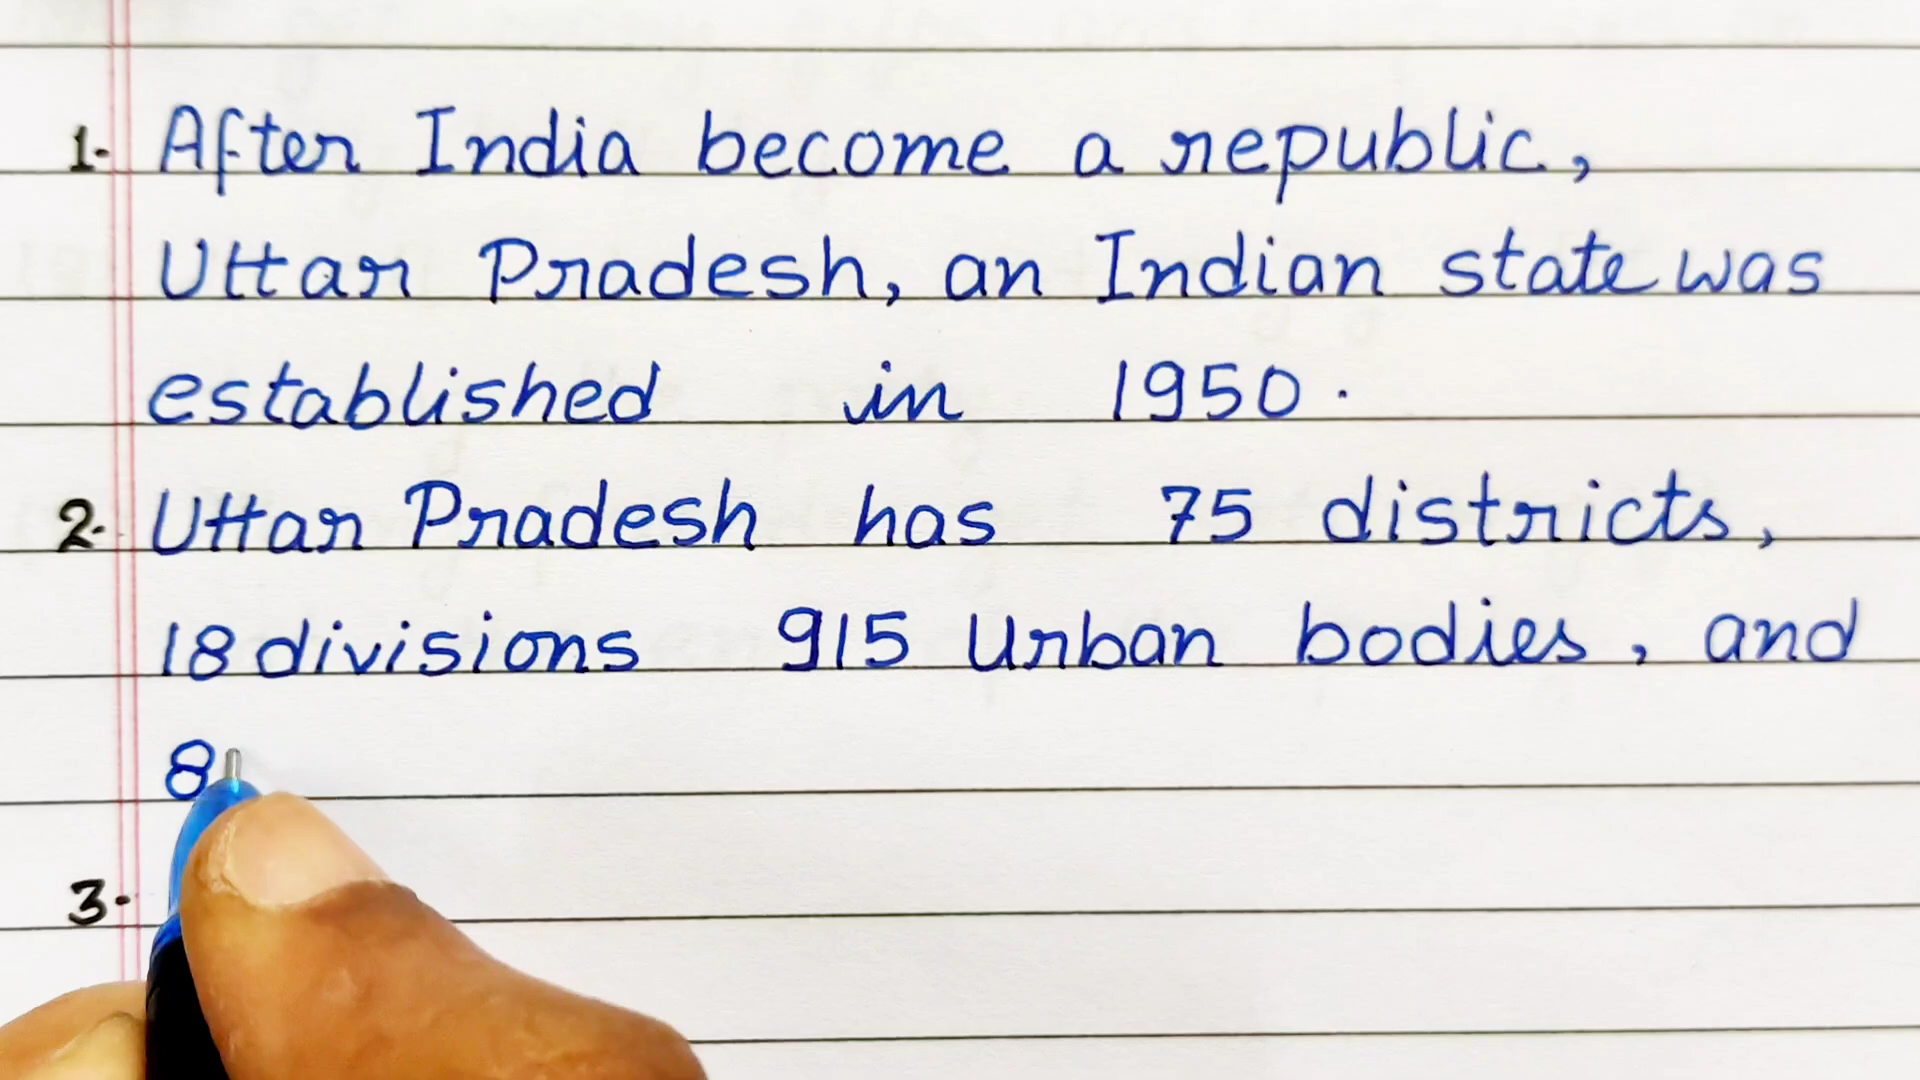 1. After India become a republic,
Uttar Pradesh, an Indian state was
established in 1950.
2. Uttar Pradesh has 75 districts,
18 divisions 915 Urban bodies, and
8
3.